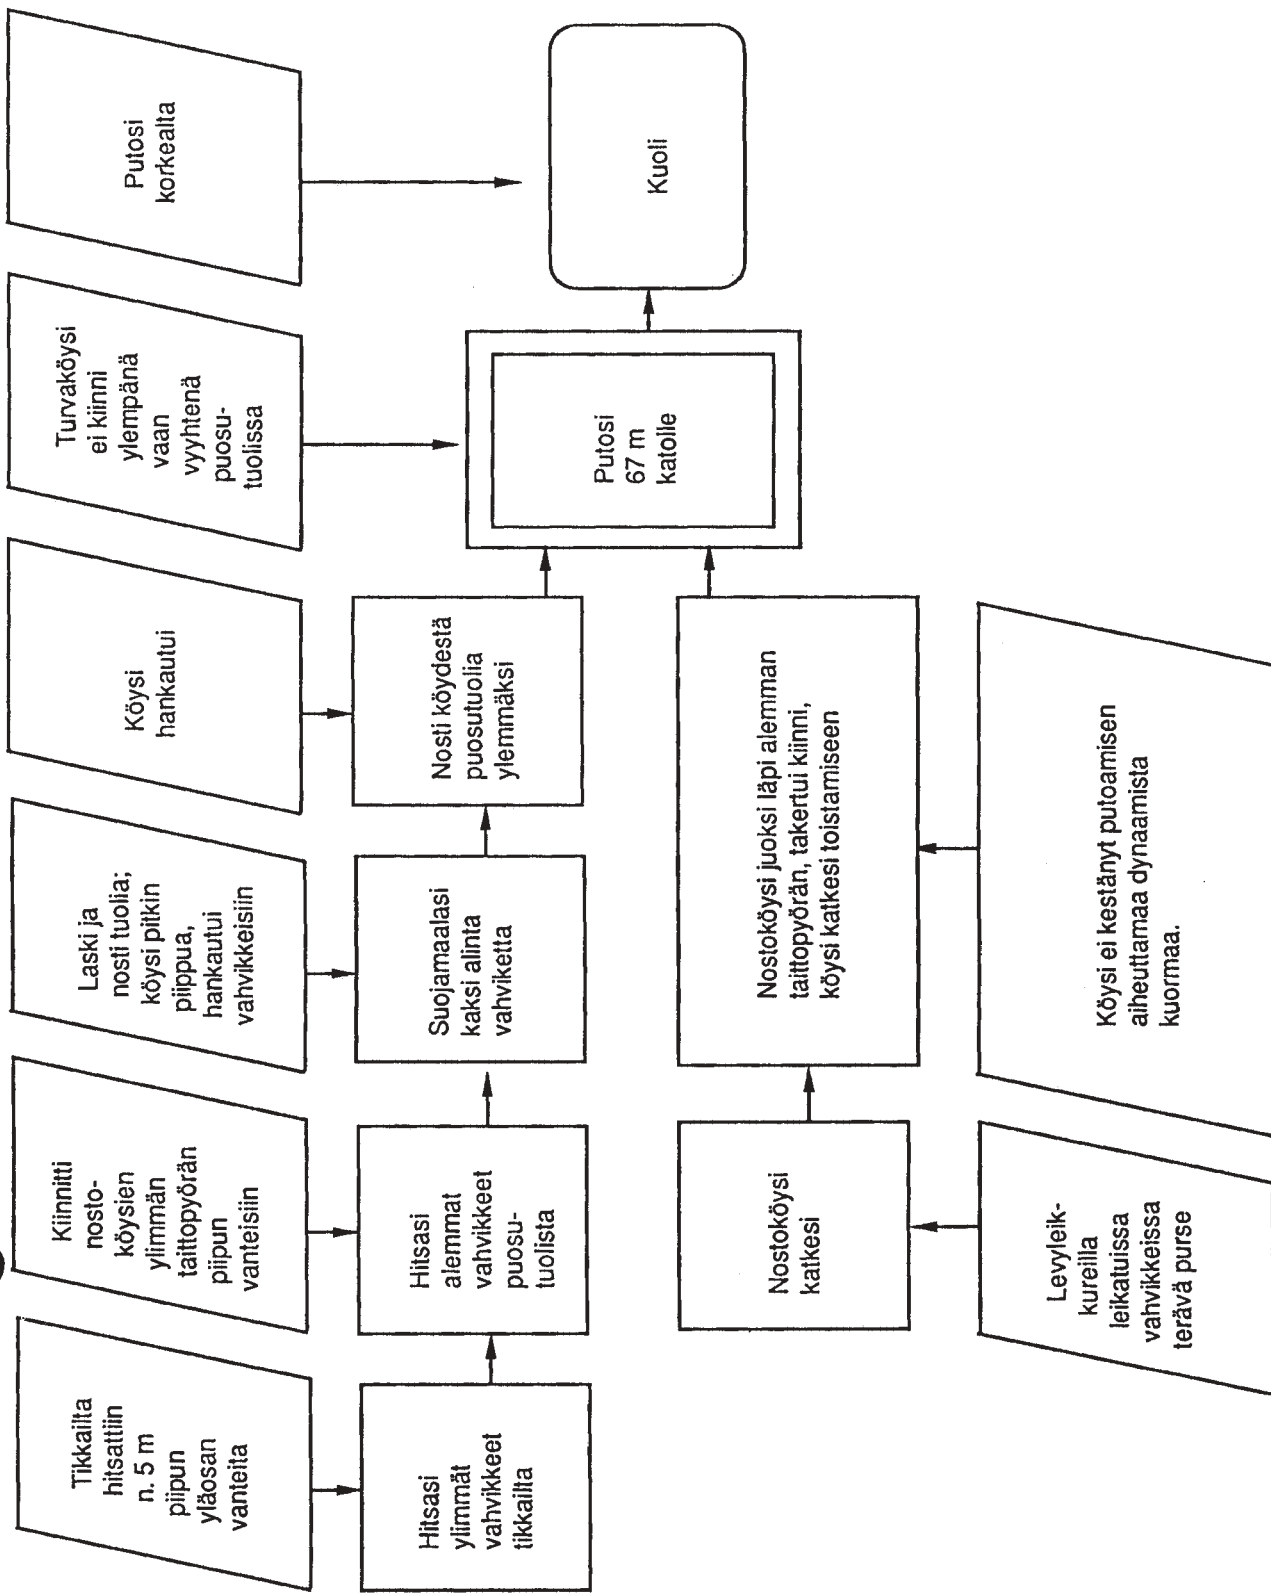 Tikkailta
hitsattiin
n. 5 m
piipun
yläosan
vanteita
Kiinnitti
nosto-
köysien
ylimmän
taittopyörän
piipun
vanteisiin
Laski ja
nosti tuolia;
köysi pitkin
piippua,
hankautui
vahvikkeisiin
Köysi
hankautui
Turvaköysi
ei kiinni
ylempänä
vaan
vyyhtenä
puosu-
tuolissa
Putosi
korkealta
Hitsasi
ylimmät
vahvikkeet
tikkailta
Hitsasi
alemmat
vahvikkeet
puosu-
tuolista
Suojamaalasi
kaksi alinta
vahviketta
Nosti köydestä
puosutuolia
ylemmäksi
Putosi
67 m
katolle
Kuoli
Nostoköysi
katkesi
Nostoköysi juoksi läpi alemman
taittopyörän, takertui kiinni,
köysi katkesi toistamiseen
Levyleik-
kureilla
leikatuissa
vahvikkeissa
terävä purse
Köysi ei kestänyt putoamisen
aiheuttamaa dynaamista
kuormaa.